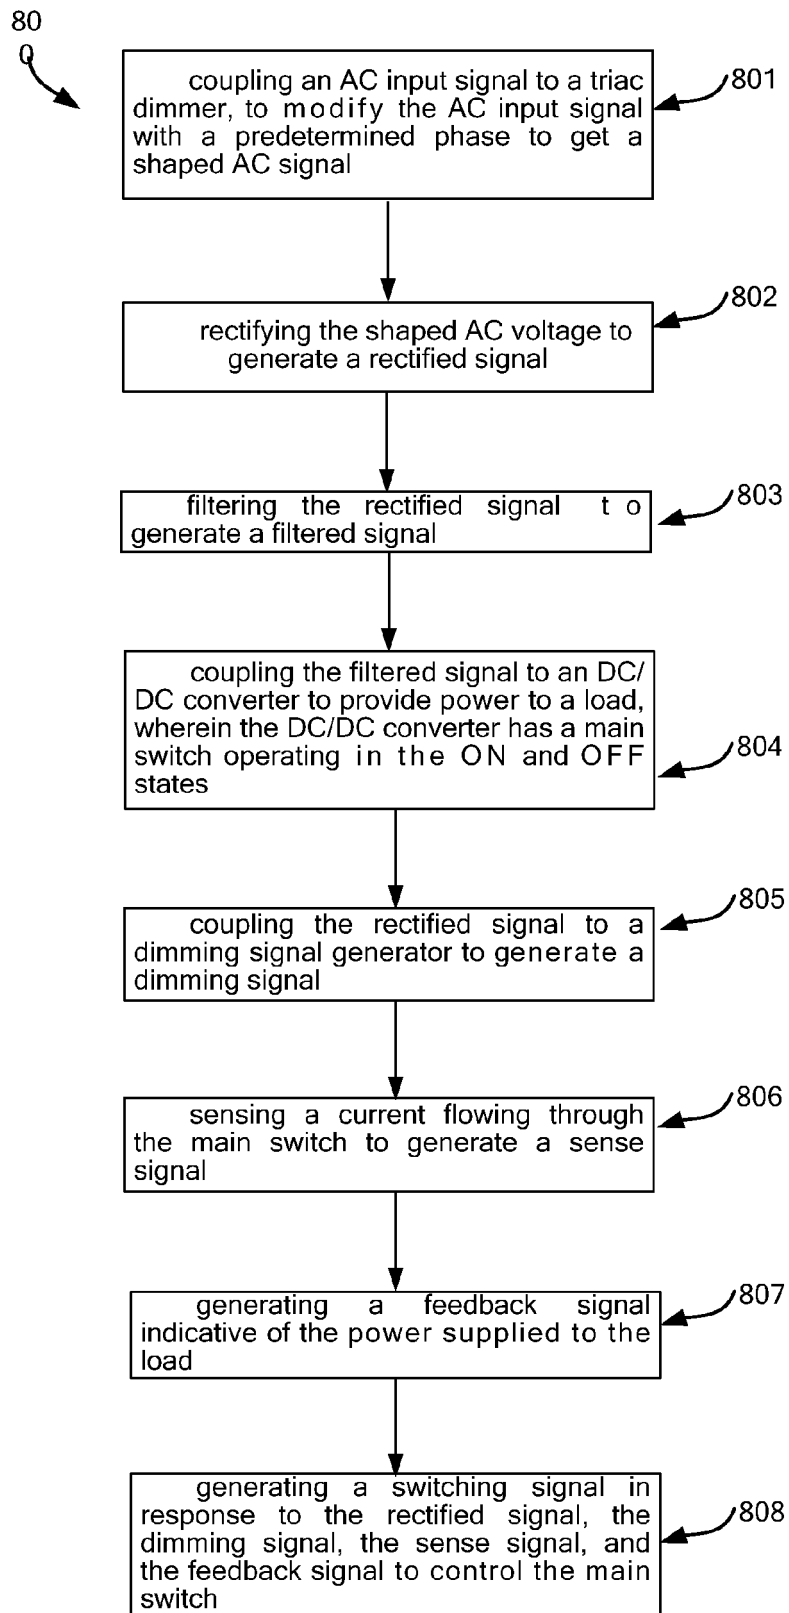 80
0
coupling an AC input signal to a triac
dimmer, to modify the AC input signal
with a predetermined phase to get a
shaped AC signal
801
rectifying the shaped AC voltage to
generate a rectified signal
802
filtering the rectified signal to
generate a filtered signal
803
coupling the filtered signal to an DC/
DC converter to provide power to a load,
wherein the DC/DC converter has a main
switch operating in the ON and OFF
states
804
coupling the rectified signal to a
dimming signal generator to generate a
dimming signal
805
sensing a current flowing through
the main switch to generate a sense
signal
806
generating a feedback signal
indicative of the power supplied to the
load
807
generating a switching signal in
response to the rectified signal, the
dimming signal, the sense signal, and
the feedback signal to control the main
switch
808